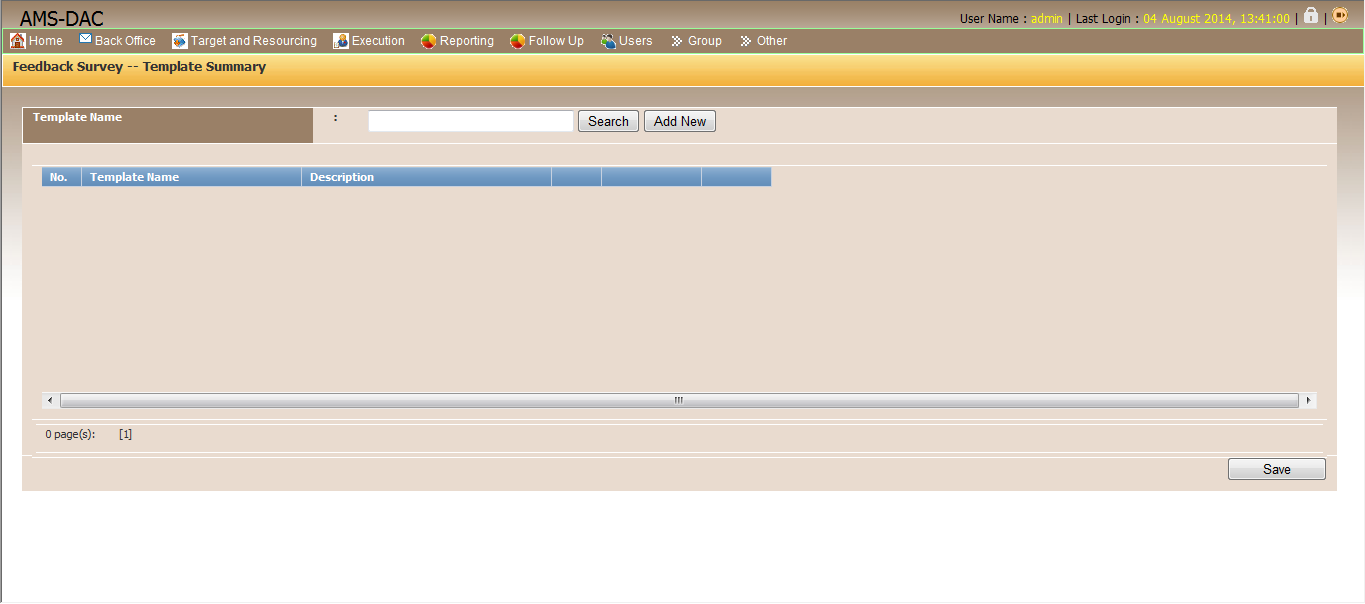 AMS-DAC
User Name : admin | Last Login : 04 August 2014, 13:41:00 | |
Home Back Office Target and Resourcing Execution Reporting Follow Up Users Group Other
Feedback Survey -- Template Summary
Template Name : Search Add New
No. Template Name Description
0 page(s): [1]
Save